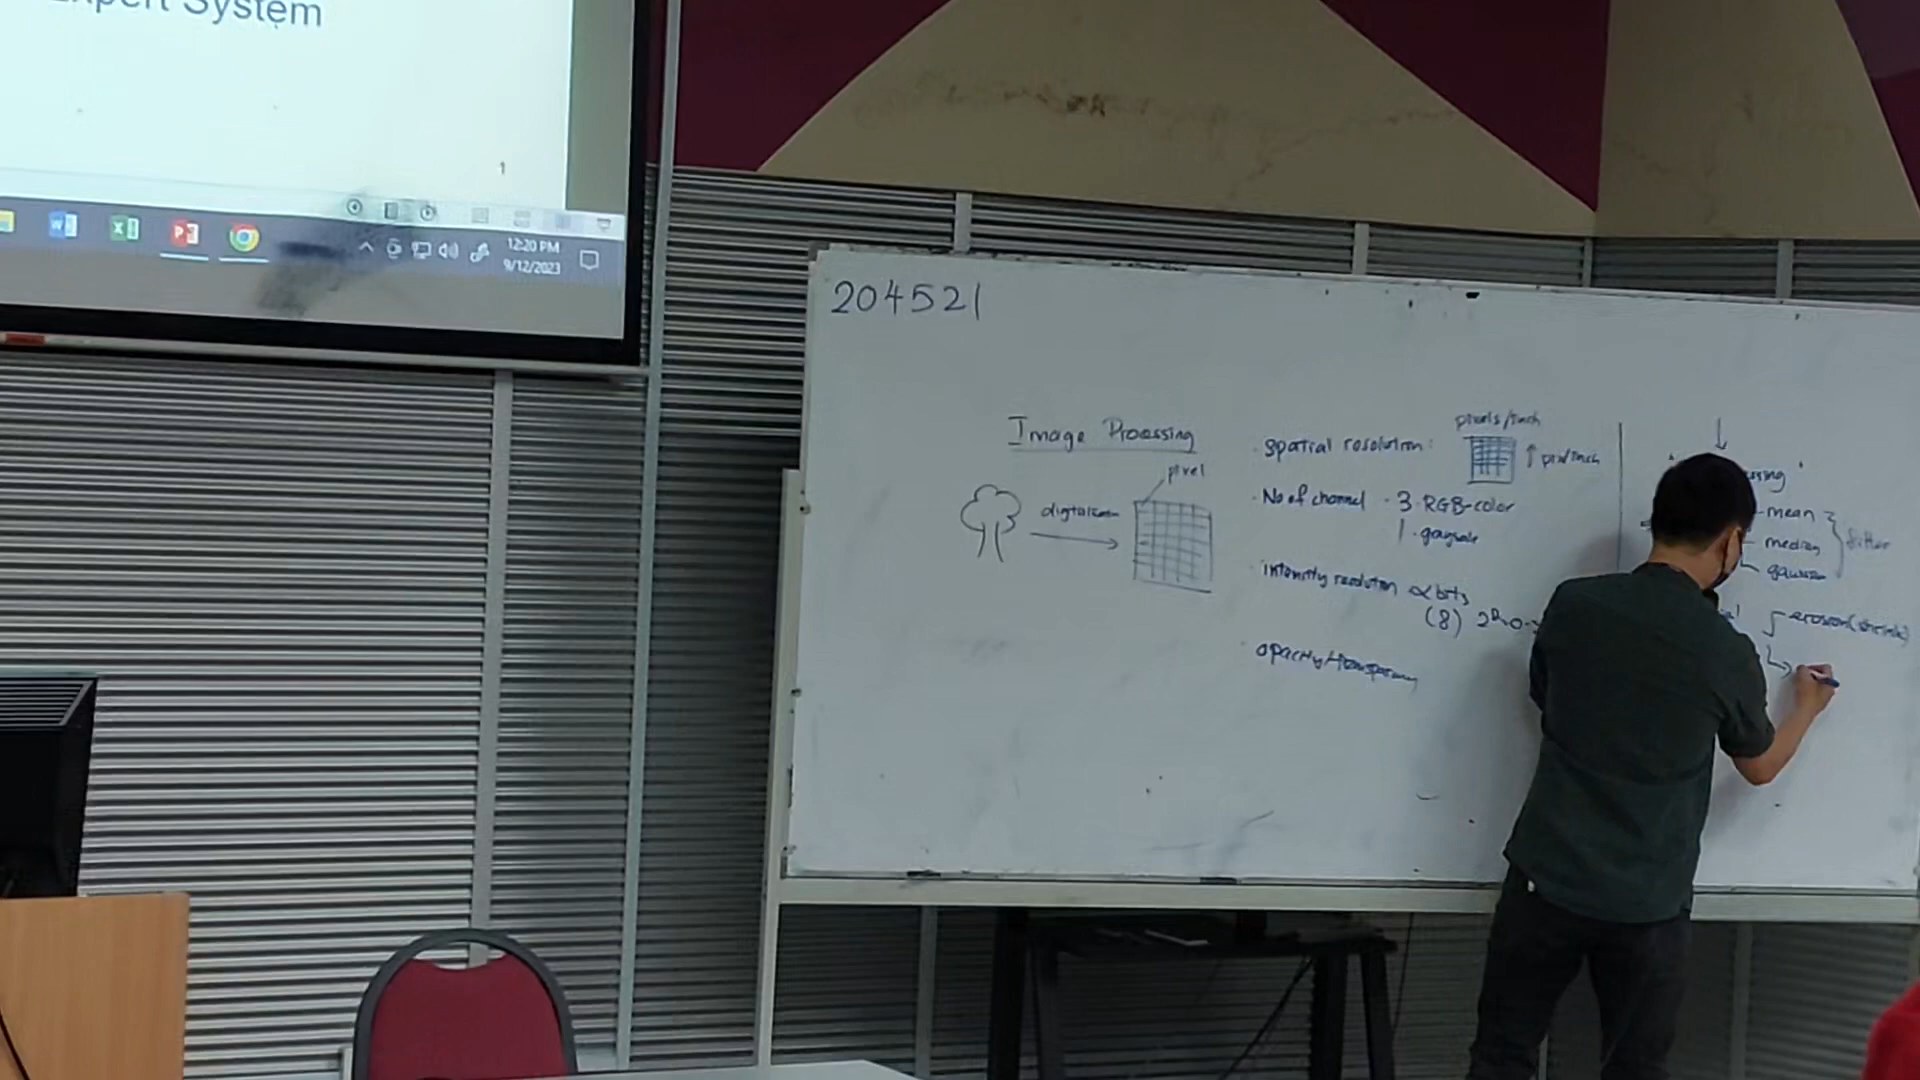 Expert System
1
12:20 PM
9/12/2023
204521
Image Processing
pixel
spatial resolution:
pixels/inch
No of channel - 3 RGB-color
1 - grayscale
intensity resolution
bits
(8)
opacity/transparency
mean
median
gaussian
filter
erosion (shrink)